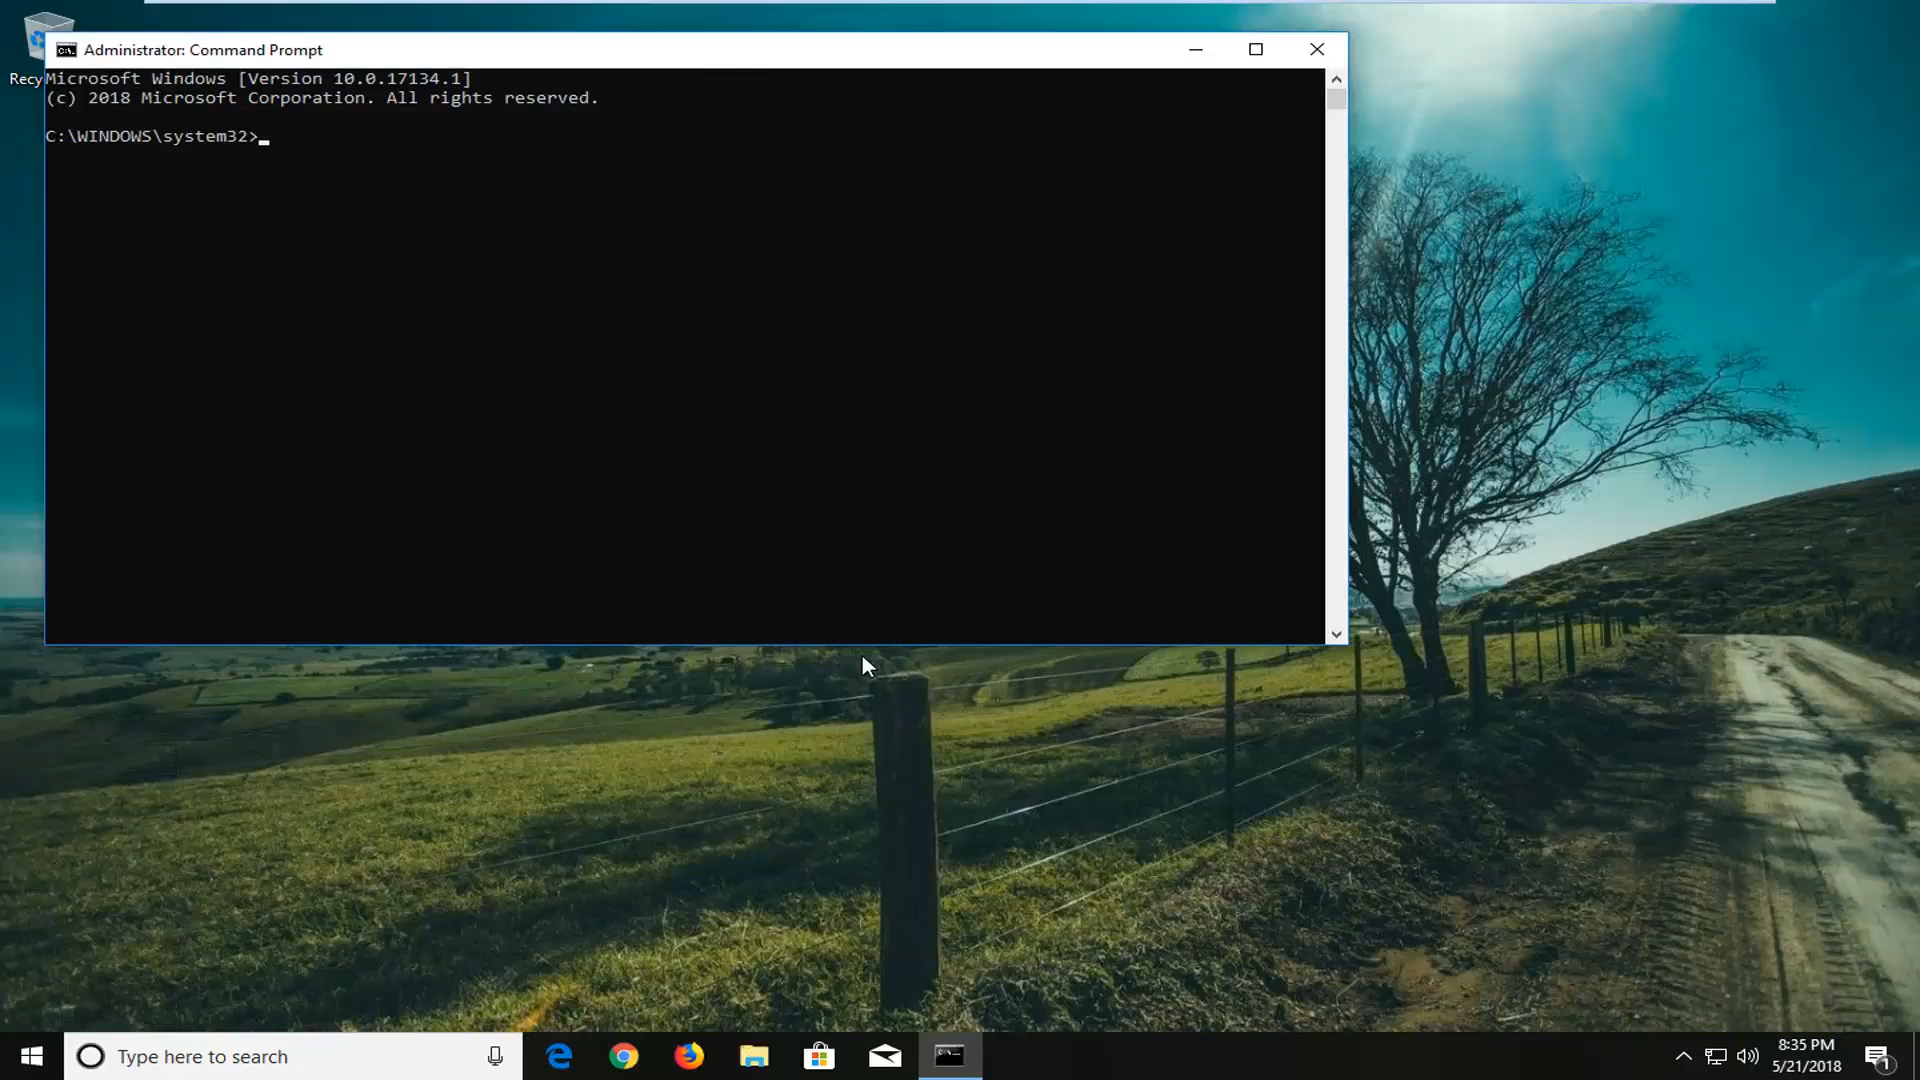 Administrator: Command Prompt
Recy
Microsoft Windows [Version 10.0.17134.1]
(c) 2018 Microsoft Corporation. All rights reserved.
C:\WINDOWS\system32>
Type here to search
8:35 PM
5/21/2018
1